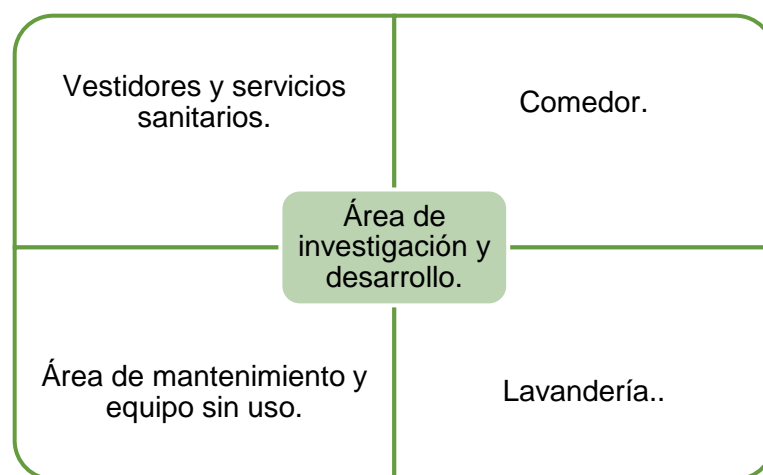 Vestidores y servicios
sanitarios.
Comedor.
Área de
investigación y
desarrollo.
Área de mantenimiento y
equipo sin uso.
Lavandería..